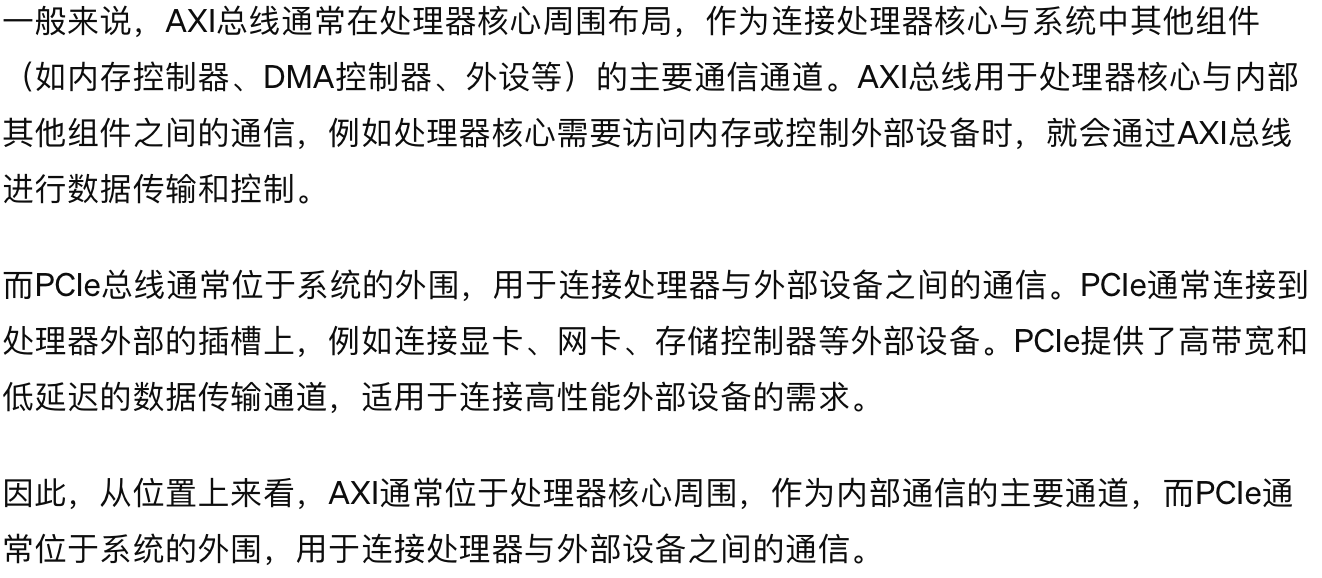 一般来说，AXI总线通常在处理器核心周围布局，作为连接处理器核心与系统中其他组件
（如内存控制器、DMA控制器、外设等）的主要通信通道。AXI总线用于处理器核心与内部
其他组件之间的通信，例如处理器核心需要访问内存或控制外部设备时，就会通过AXI总线
进行数据传输和控制。
而PCIe总线通常位于系统的外围，用于连接处理器与外部设备之间的通信。PCIe通常连接到
处理器外部的插槽上，例如连接显卡、网卡、存储控制器等外部设备。PCIe提供了高带宽和
低延迟的数据传输通道，适用于连接高性能外部设备的需求。
因此，从位置上来看，AXI通常位于处理器核心周围，作为内部通信的主要通道，而PCIe通
常位于系统的外围，用于连接处理器与外部设备之间的通信。